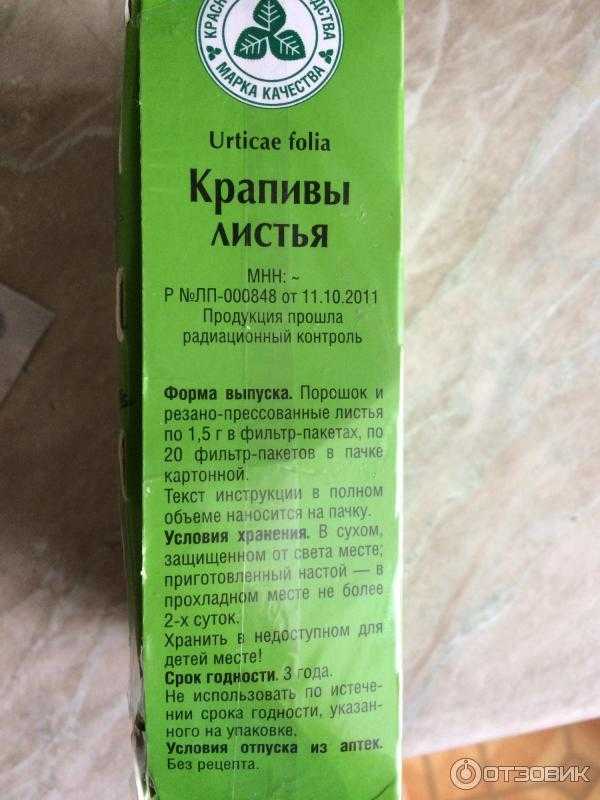 КРАСН
ДСТВА
МАРКА КАЧЕСТВА
Urticae folia
Крапивы
листья
МНН: ~
Р №ЛП-000848 от 11.10.2011
Продукция прошла
радиационный контроль
Форма выпуска. Порошок и
резано-прессованные листья
по 1,5 г в фильтр-пакетах, по
20 фильтр-пакетов в пачке
картонной.
Текст инструкции в полном
объеме наносится на пачку.
Условия хранения. В сухом,
защищенном от света месте;
приготовленный настой — в
прохладном месте не более
2-х суток.
Хранить в недоступном для
детей месте!
Срок годности. 3 года.
Не использовать по истече-
нии срока годности, указан-
ного на упаковке.
Условия отпуска из аптек.
Без рецепта.
ОТЗОВИК